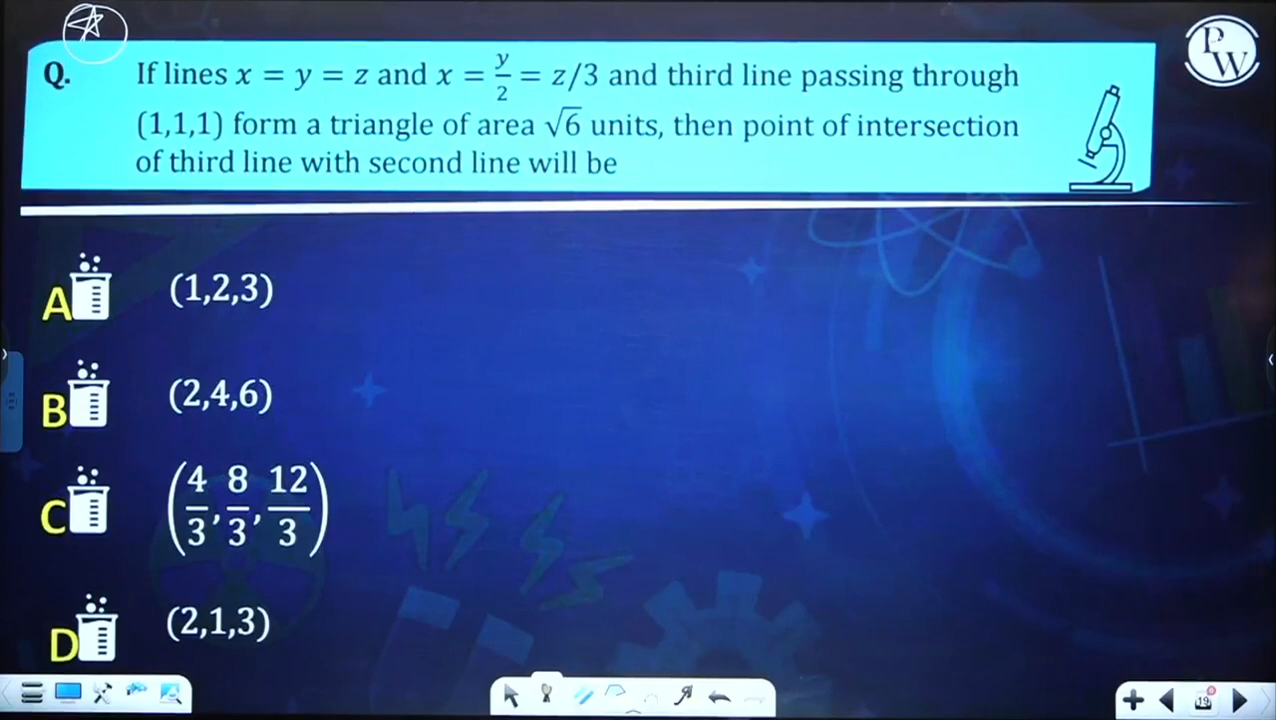 PW
Q. If lines x = y = z and x = y/2 = z/3 and third line passing through
(1,1,1) form a triangle of area √6 units, then point of intersection
of third line with second line will be
A (1,2,3)
B (2,4,6)
C (4/3, 8/3, 12/3)
D (2,1,3)
19